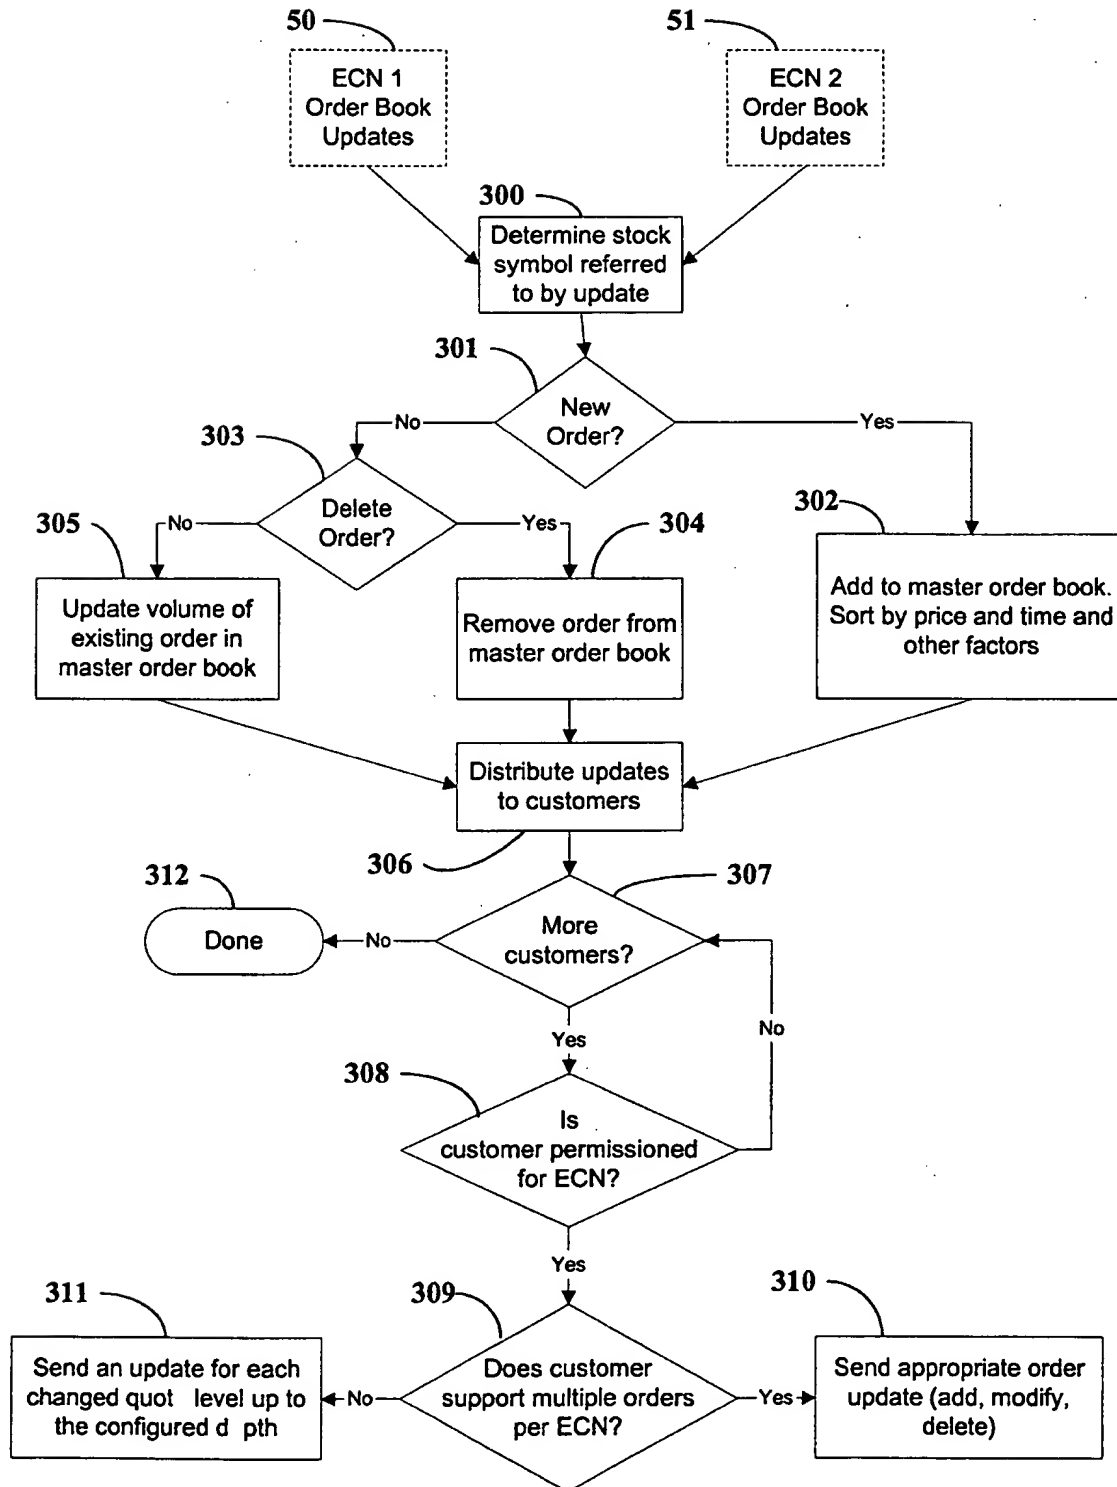 50
51
ECN 1
Order Book
Updates
ECN 2
Order Book
Updates
300
Determine stock
symbol referred
to by update
301
New
Order?
No
Yes
303
Delete
Order?
No
Yes
305
304
302
Update volume of
existing order in
master order book
Remove order from
master order book
Add to master order book.
Sort by price and time and
other factors
Distribute updates
to customers
306
307
312
Done
No
More
customers?
Yes
No
308
Is
customer permissioned
for ECN?
Yes
311
309
310
Send an update for each
changed quot level up to
the configured d pth
No
Does customer
support multiple orders
per ECN?
Yes
Send appropriate order
update (add, modify,
delete)